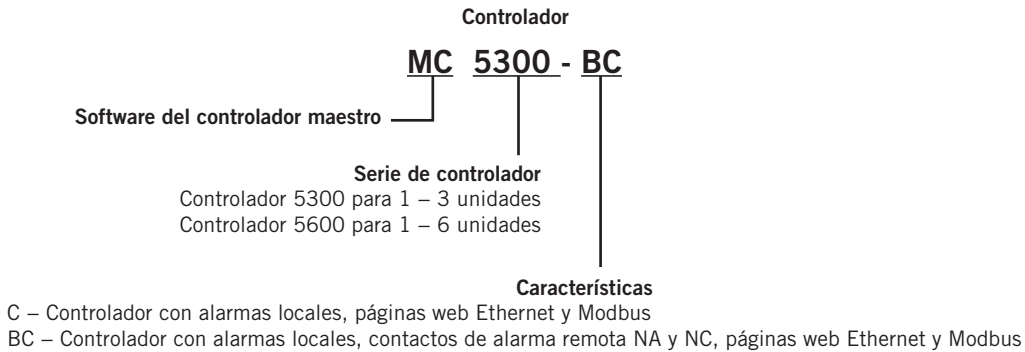 Controlador
MC 5300 - BC
Software del controlador maestro
Serie de controlador
Controlador 5300 para 1 – 3 unidades
Controlador 5600 para 1 – 6 unidades
Características
C – Controlador con alarmas locales, páginas web Ethernet y Modbus
BC – Controlador con alarmas locales, contactos de alarma remota NA y NC, páginas web Ethernet y Modbus